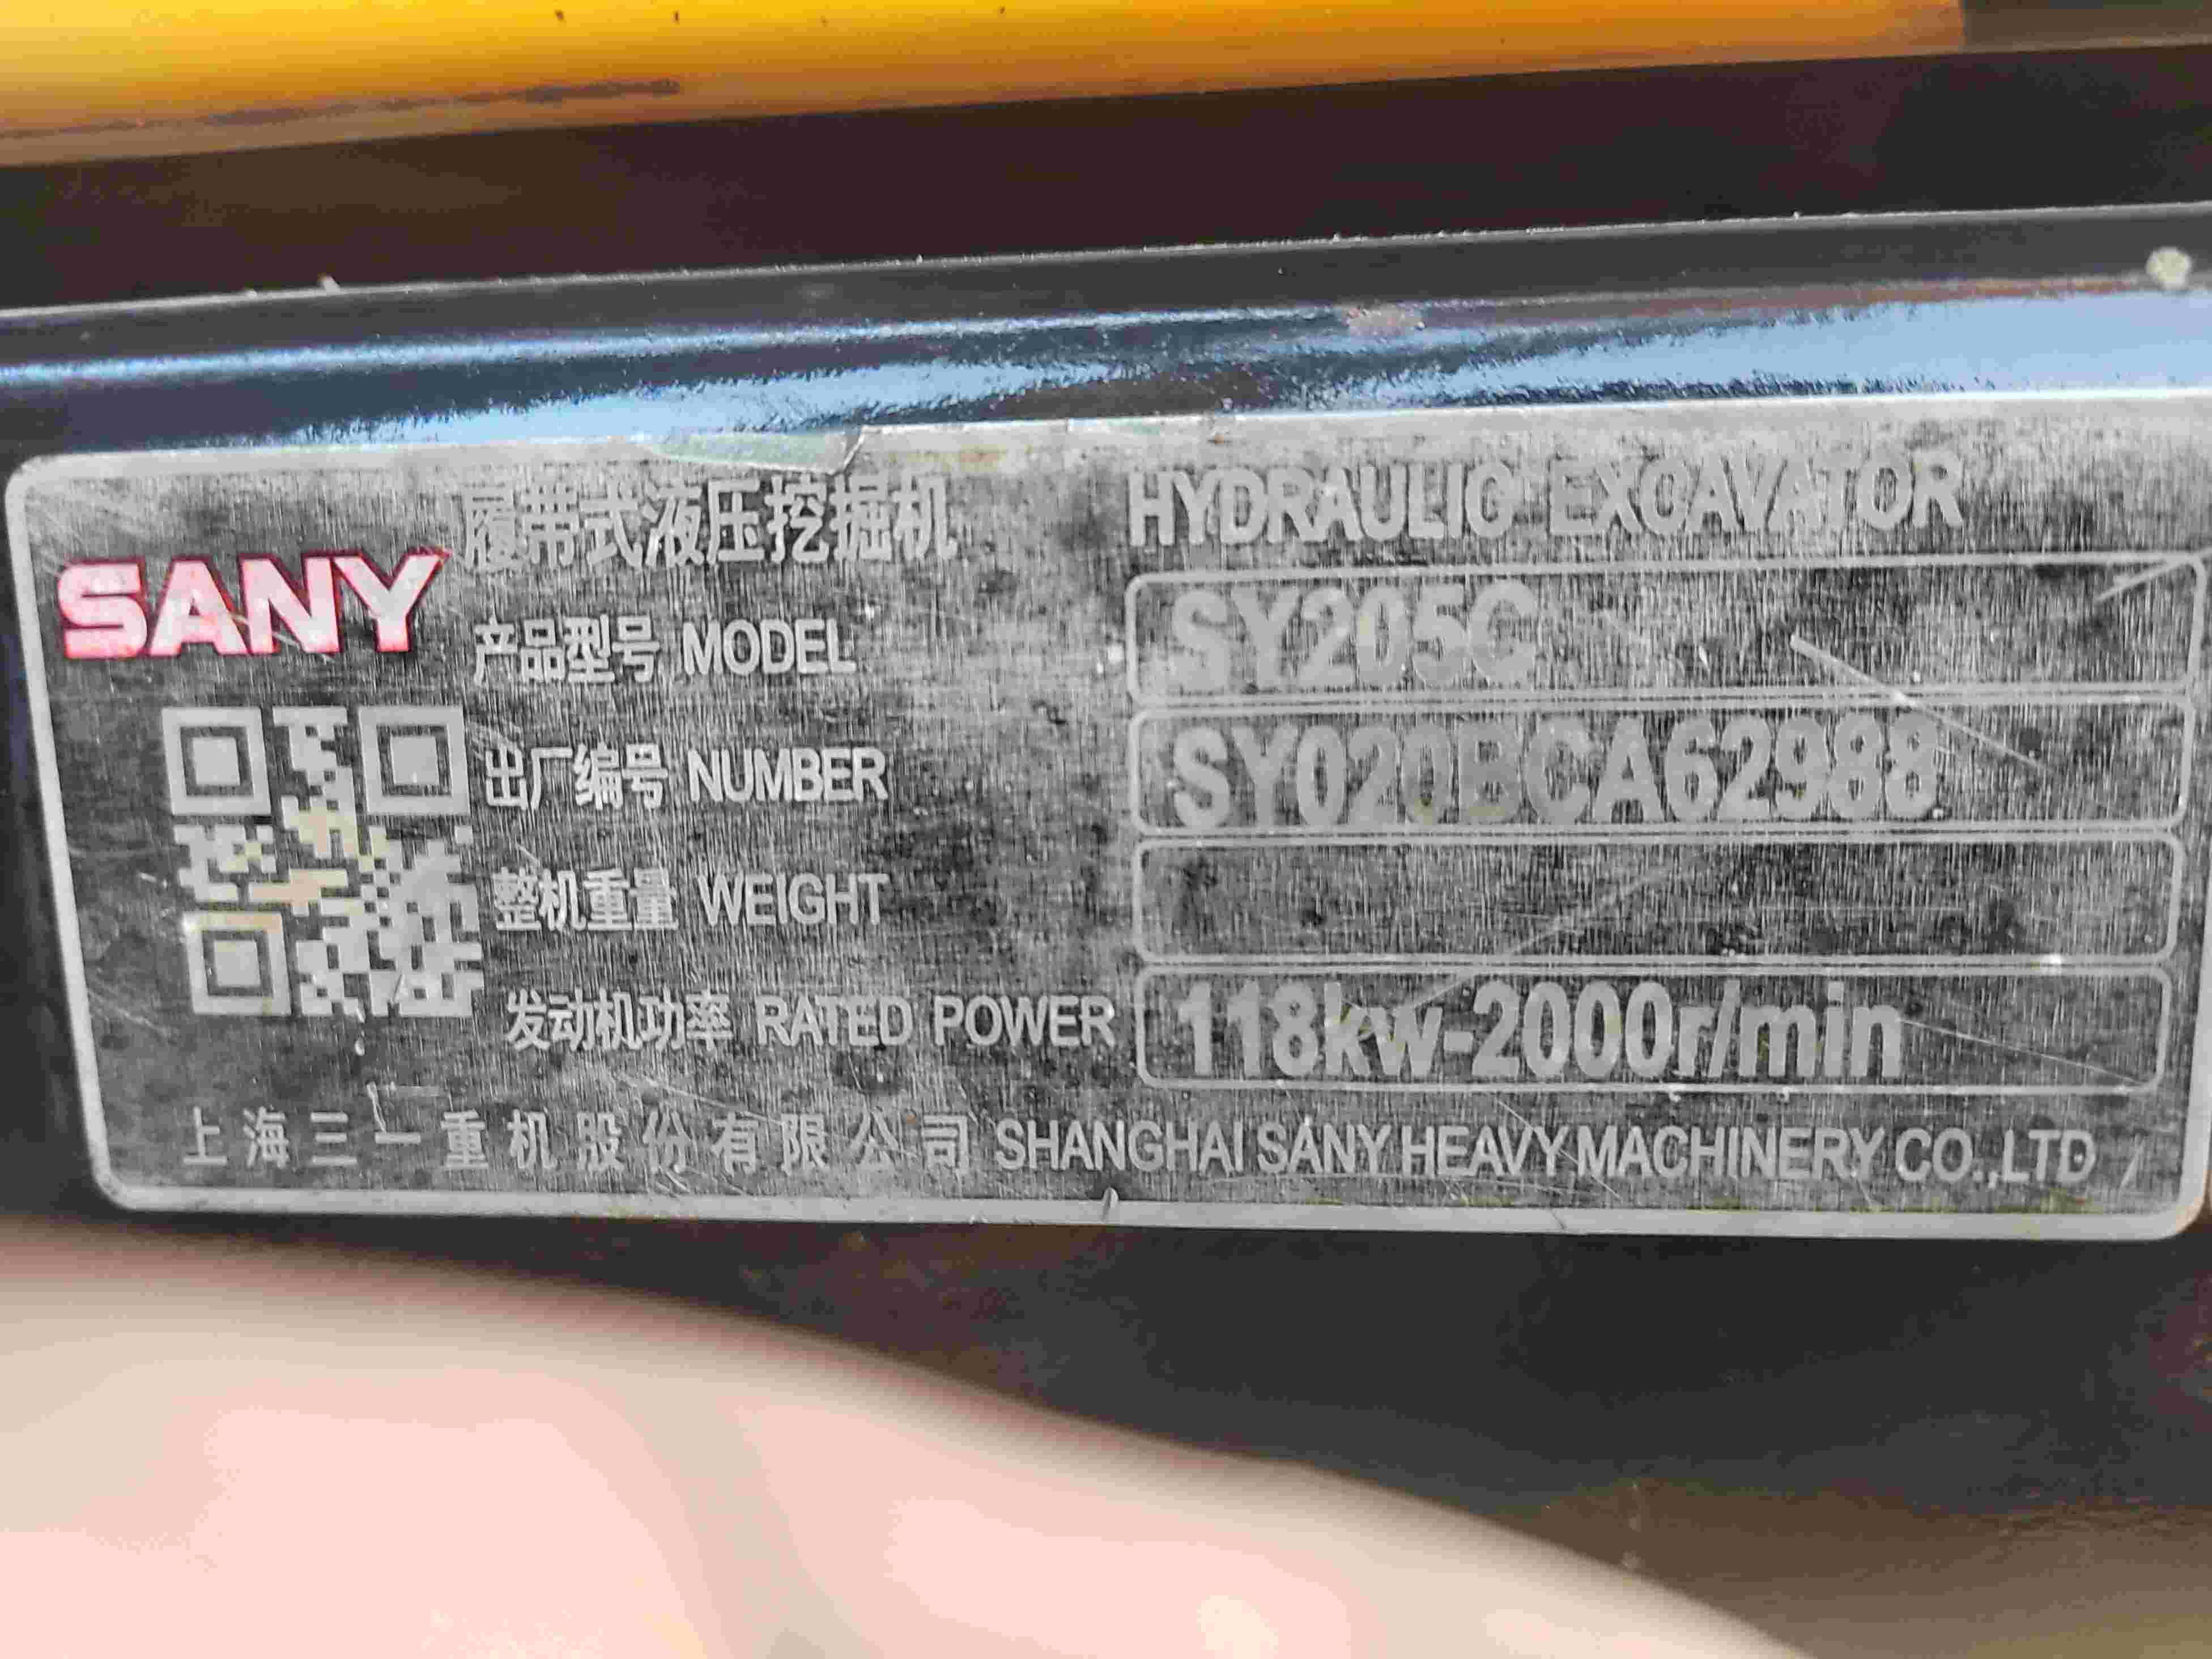 履带式液压挖掘机 HYDRAULIC EXCAVATOR
SANY
产品型号 MODEL SY205C
出厂编号 NUMBER SY020BCA62988
整机重量 WEIGHT
发动机功率 RATED POWER 118kw-2000r/min
上海三一重机股份有限公司 SHANGHAI SANY HEAVY MACHINERY CO.,LTD